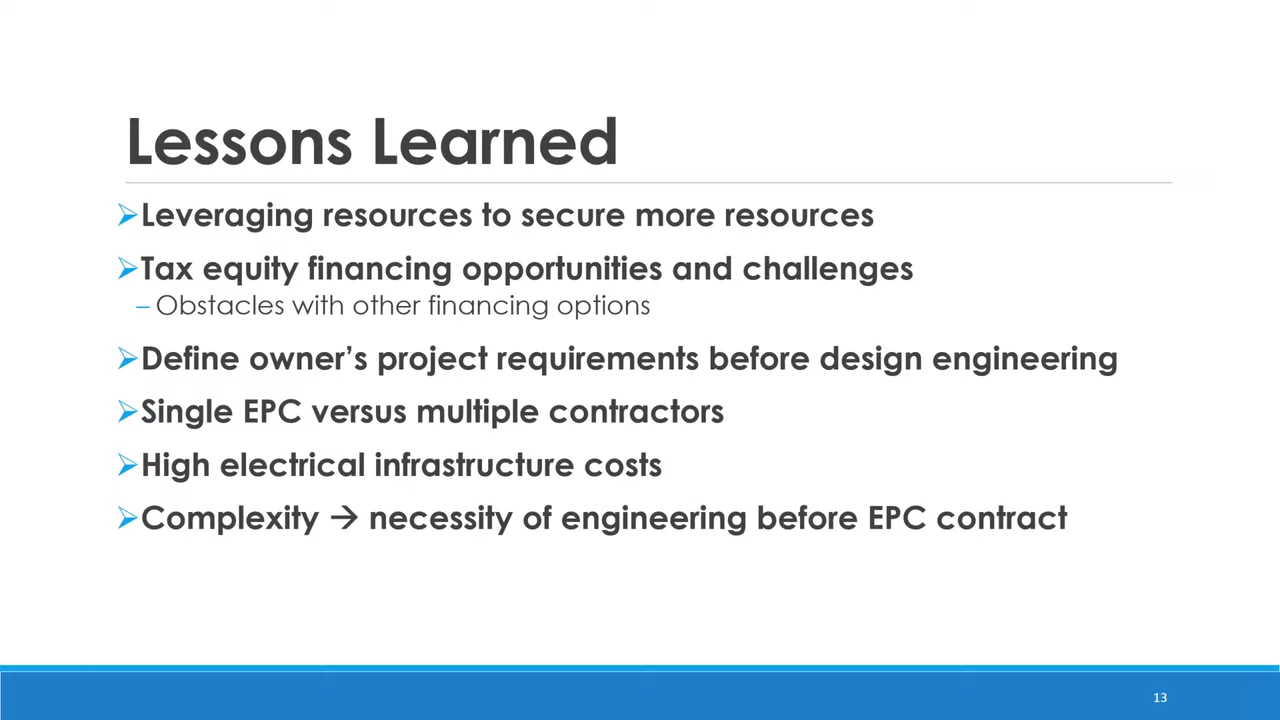 Lessons Learned
➢Leveraging resources to secure more resources
➢Tax equity financing opportunities and challenges
– Obstacles with other financing options
➢Define owner’s project requirements before design engineering
➢Single EPC versus multiple contractors
➢High electrical infrastructure costs
➢Complexity → necessity of engineering before EPC contract
13